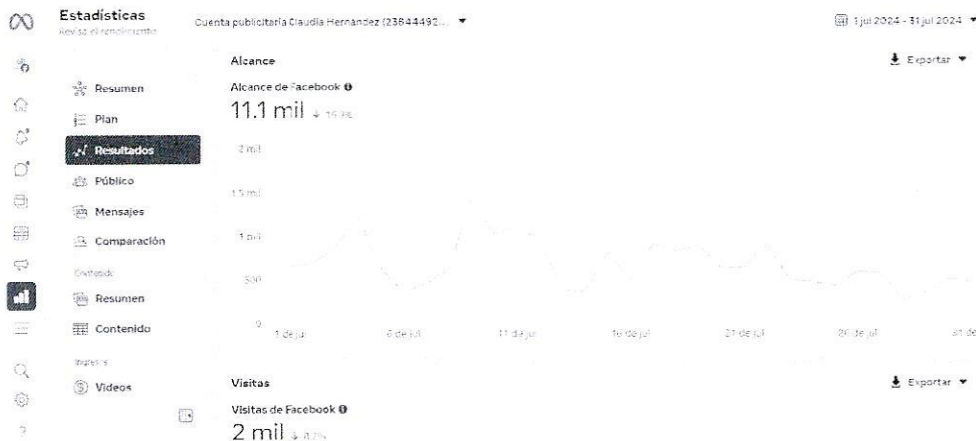 Estadísticas
Revisa el rendimiento
Cuenta publicitaria Claudia Hernandez (23844492...
1 jul 2024 - 31 jul 2024
Resumen
Plan
Resultados
Público
Mensajes
Comparación
Contenido
Resumen
Contenido
Ingresos
Videos
Alcance
Exportar
Alcance de Facebook
11.1 mil
2 mil
1.5 mil
1 mil
500
0
1 de jul
6 de jul
11 de jul
16 de jul
21 de jul
26 de jul
31 de
Visitas
Exportar
Visitas de Facebook
2 mil